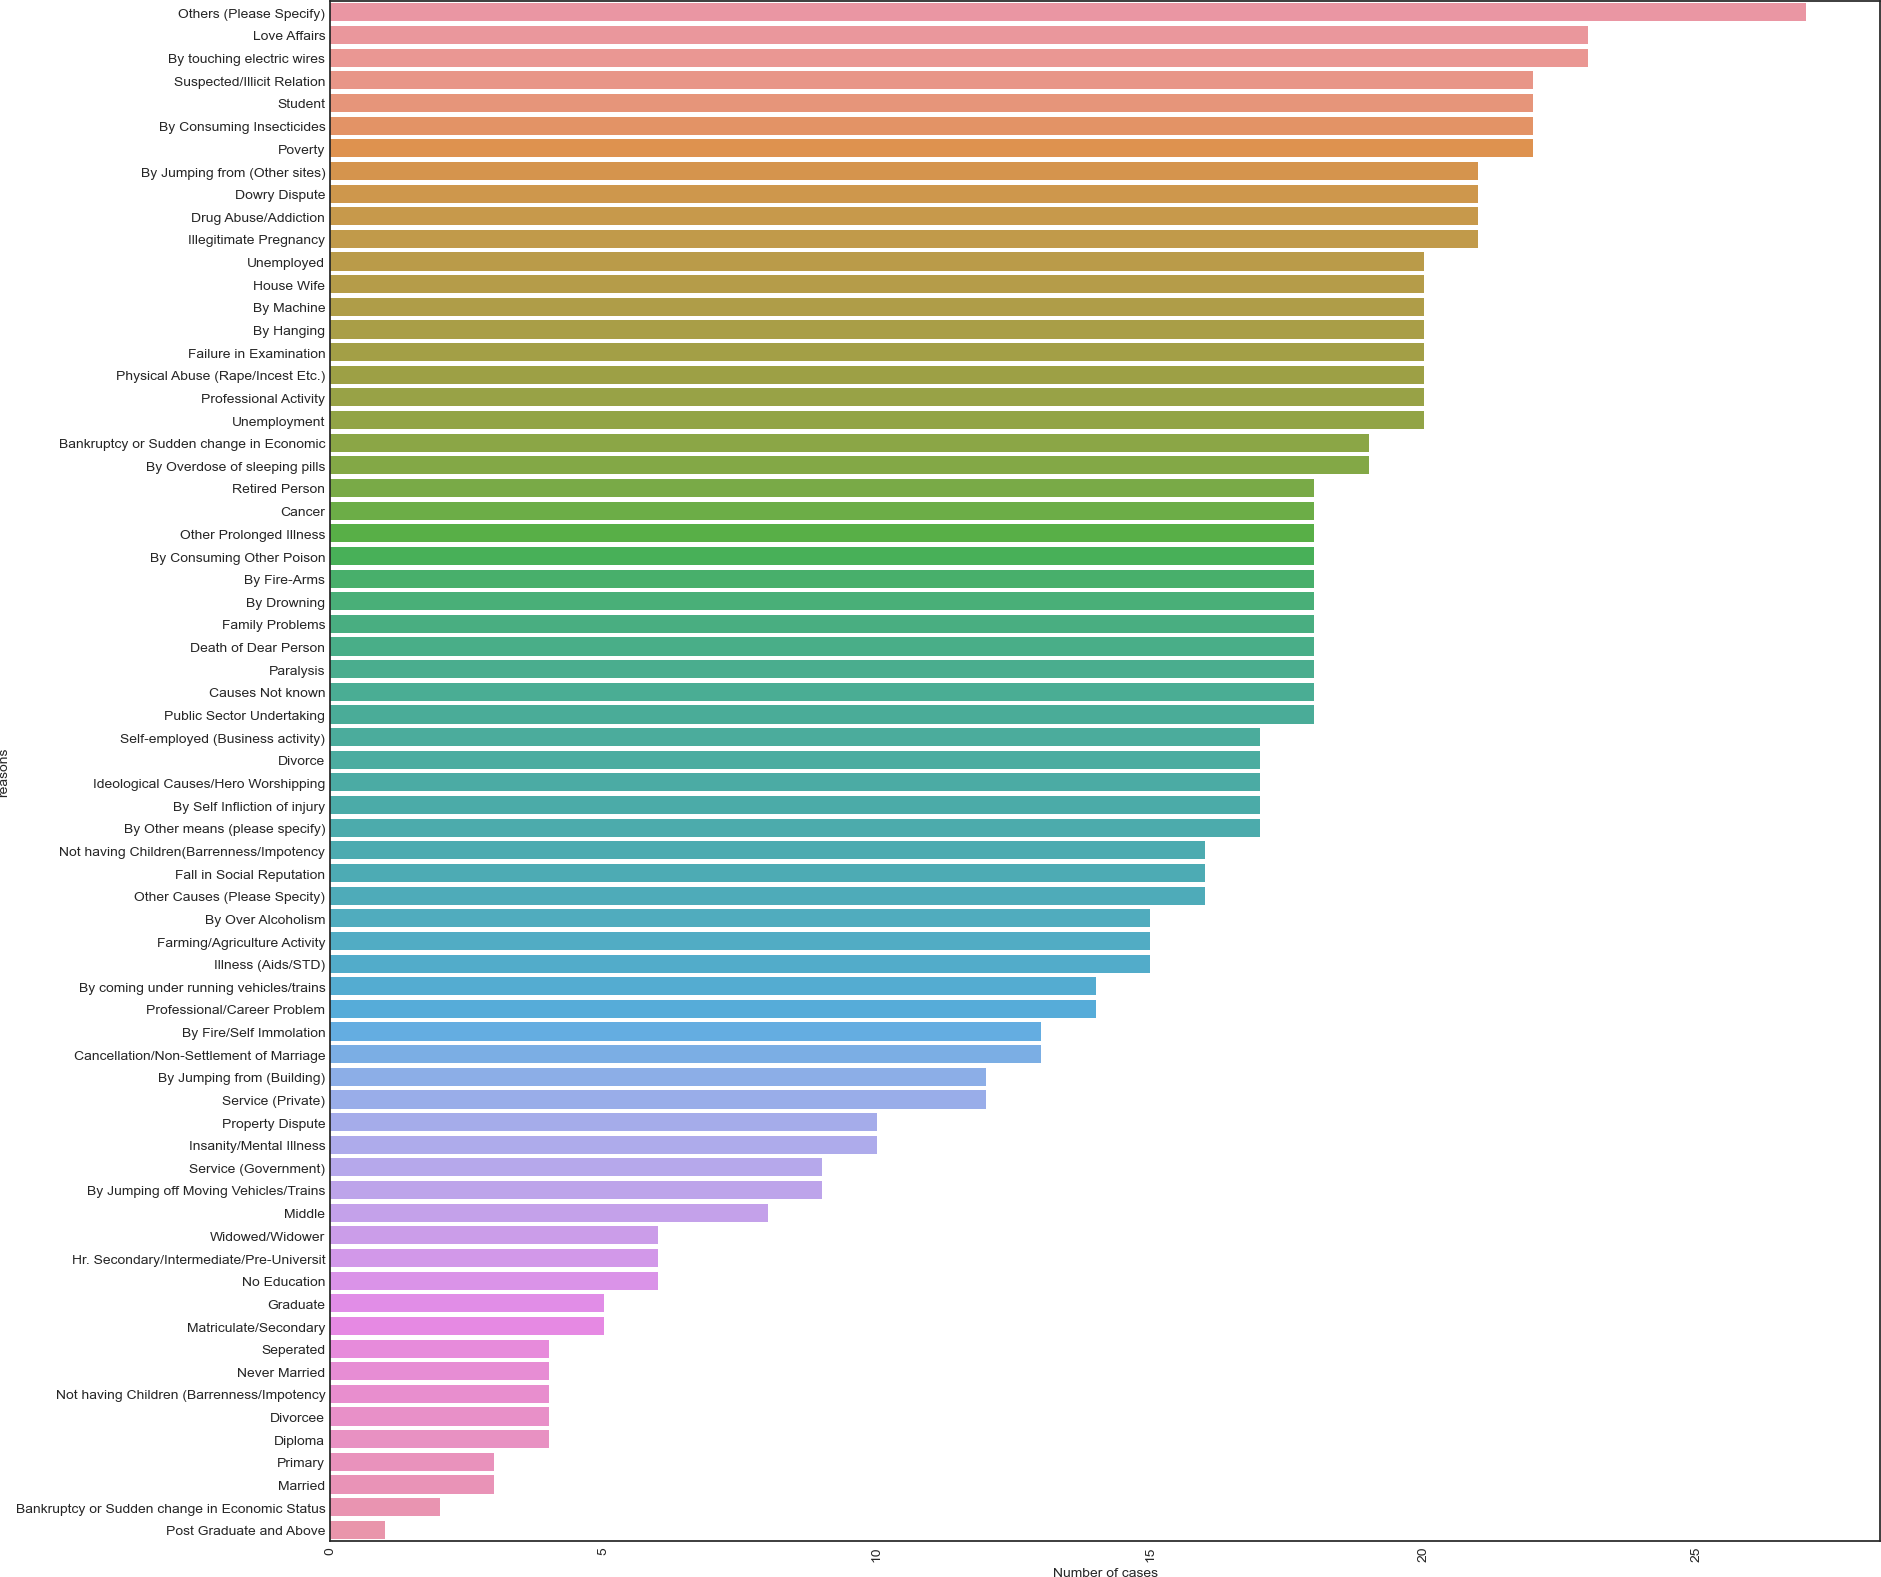 Others (Please Specify)
Love Affairs
By touching electric wires
Suspected/Illicit Relation
Student
By Consuming Insecticides
Poverty
By Jumping from (Other sites)
Dowry Dispute
Drug Abuse/Addiction
Illegitimate Pregnancy
Unemployed
House Wife
By Machine
By Hanging
Failure in Examination
Physical Abuse (Rape/Incest Etc.)
Professional Activity
Unemployment
Bankruptcy or Sudden change in Economic
By Overdose of sleeping pills
Retired Person
Cancer
Other Prolonged Illness
By Consuming Other Poison
By Fire-Arms
By Drowning
Family Problems
Death of Dear Person
Paralysis
Causes Not known
Public Sector Undertaking
Self-employed (Business activity)
reasons
Divorce
Ideological Causes/Hero Worshipping
By Self Infliction of injury
By Other means (please specify)
Not having Children(Barrenness/Impotency
Fall in Social Reputation
Other Causes (Please Specity)
By Over Alcoholism
Farming/Agriculture Activity
Illness (Aids/STD)
By coming under running vehicles/trains
Professional/Career Problem
By Fire/Self Immolation
Cancellation/Non-Settlement of Marriage
By Jumping from (Building)
Service (Private)
Property Dispute
Insanity/Mental Illness
Service (Government)
By Jumping off Moving Vehicles/Trains
Middle
Widowed/Widower
Hr. Secondary/Intermediate/Pre-Universit
No Education
Graduate
Matriculate/Secondary
Seperated
Never Married
Not having Children (Barrenness/Impotency
Divorcee
Diploma
Primary
Married
Bankruptcy or Sudden change in Economic Status
Post Graduate and Above
0 5 10 15 20 25
Number of cases